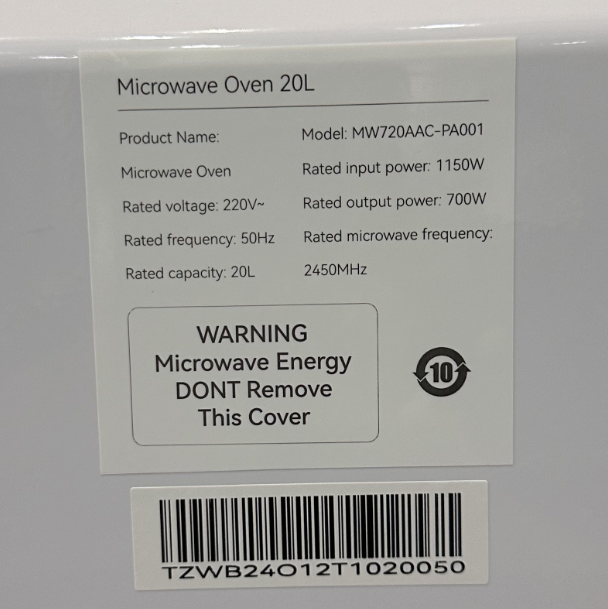 Microwave Oven 20L
Product Name:
Microwave Oven
Rated voltage: 220V~
Rated frequency: 50Hz
Rated capacity: 20L
Model: MW720AAC-PA001
Rated input power: 1150W
Rated output power: 700W
Rated microwave frequency:
2450MHz
WARNING
Microwave Energy
DONT Remove
This Cover
10
TZWB24012T1020050